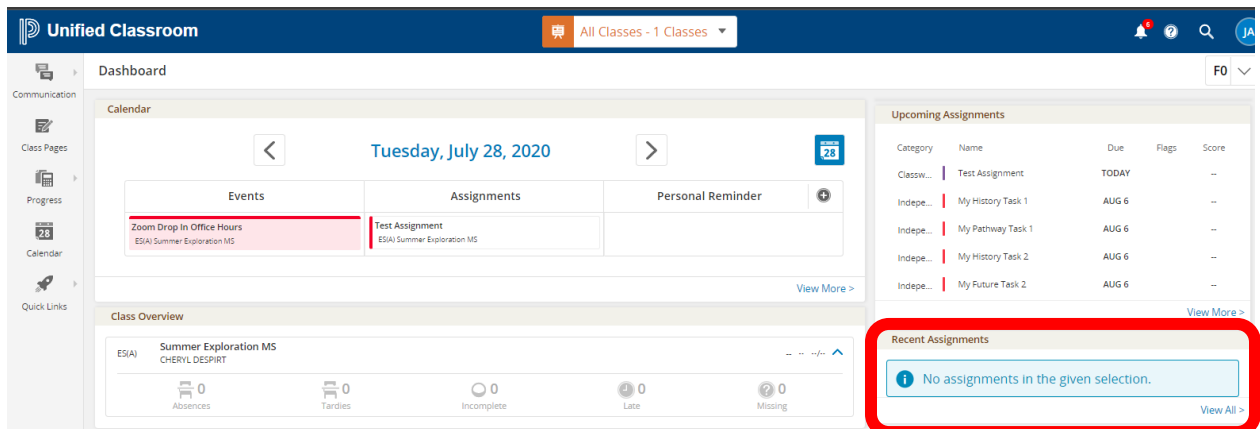 Unified Classroom
All Classes - 1 Classes
6
JA
Communication
Class Pages
Progress
28
Calendar
Quick Links
Dashboard
F0
Calendar
Tuesday, July 28, 2020
28
Events Assignments Personal Reminder
Zoom Drop In Office Hours
ES(A) Summer Exploration MS
Test Assignment
ES(A) Summer Exploration MS
View More >
Class Overview
ES(A) Summer Exploration MS -- -- --/--
CHERYL DESPIRT
0 0 0 0 0
Absences Tardies Incomplete Late Missing
Upcoming Assignments
Category Name Due Flags Score
Classw... Test Assignment TODAY --
Indepe... My History Task 1 AUG 6 --
Indepe... My Pathway Task 1 AUG 6 --
Indepe... My History Task 2 AUG 6 --
Indepe... My Future Task 2 AUG 6 --
View More >
Recent Assignments
No assignments in the given selection.
View All >